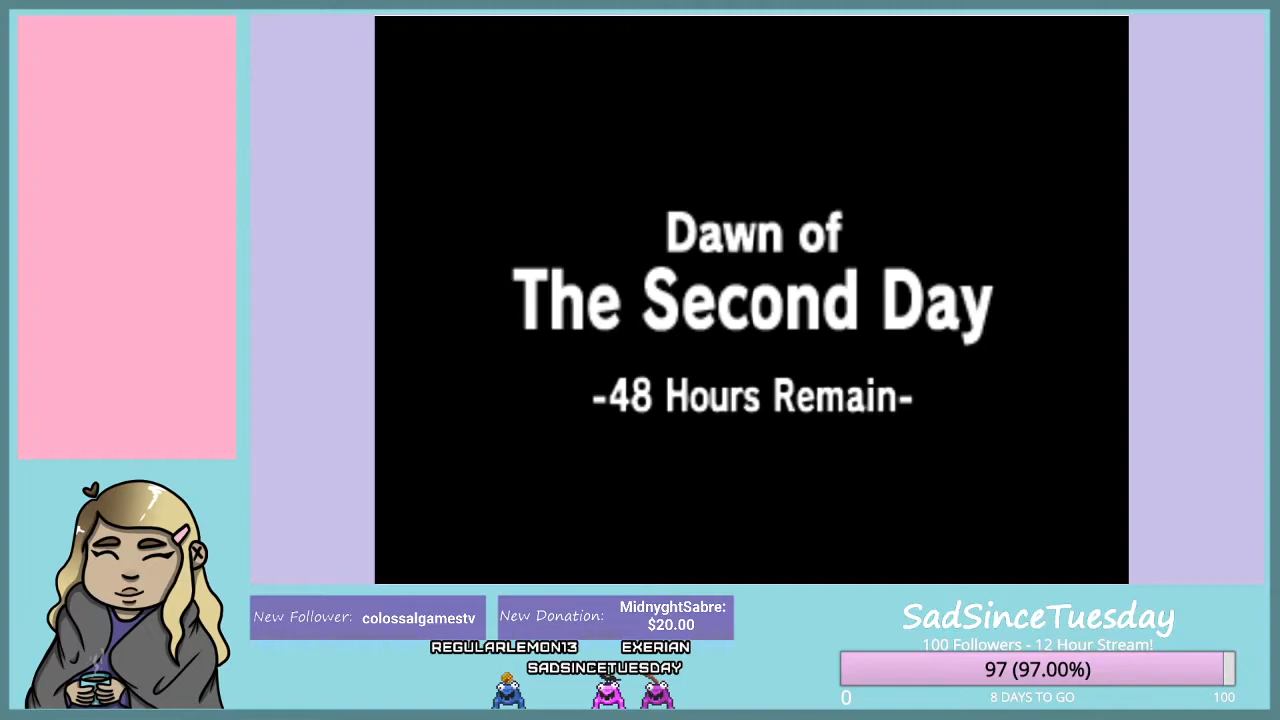 Dawn of
The Second Day
-48 Hours Remain-
New Follower: colossalgamestv
New Donation: MidnyghtSabre:
$20.00
REGULARLEMON13 EXERIAN
SADSINCETUESDAY
SadSinceTuesday
100 Followers - 12 Hour Stream!
97 (97.00%)
0 8 DAYS TO GO 100